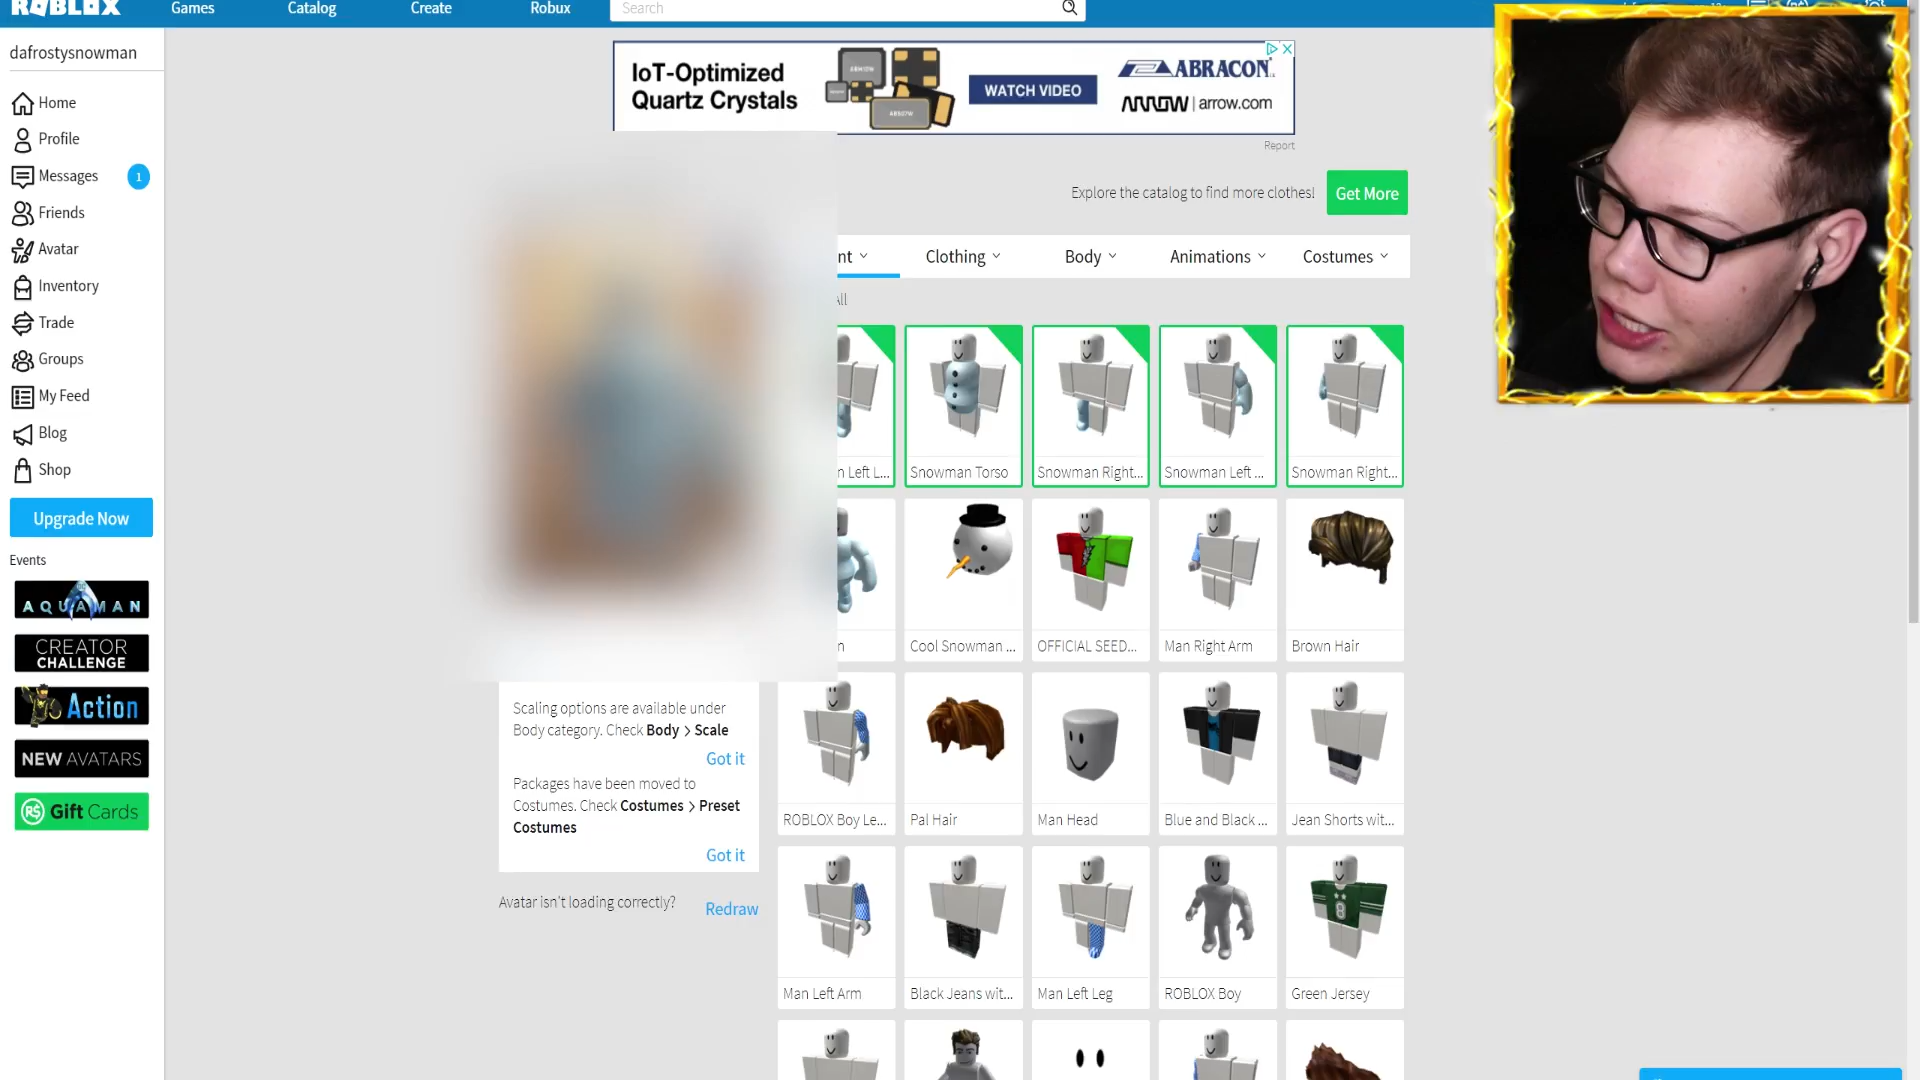 ROBLOX
Games
Catalog
Create
Robux
Search
dafrostysnowman
Home
Profile
Messages
1
Friends
Avatar
Inventory
Trade
Groups
My Feed
Blog
Shop
Upgrade Now
Events
AQUAMAN
CREATOR
CHALLENGE
Action
NEW AVATARS
R$ Gift Cards
IoT-Optimized
Quartz Crystals
WATCH VIDEO
ABRACON
ARROW | arrow.com
Report
Explore the catalog to find more clothes!
Get More
nt
Clothing
Body
Animations
Costumes
All
n Left L...
Snowman Torso
Snowman Right...
Snowman Left ...
Snowman Right...
n
Cool Snowman ...
OFFICIAL SEED...
Man Right Arm
Brown Hair
ROBLOX Boy Le...
Pal Hair
Man Head
Blue and Black ...
Jean Shorts wit...
Man Left Arm
Black Jeans wit...
Man Left Leg
ROBLOX Boy
Green Jersey
Scaling options are available under
Body category. Check Body > Scale
Got it
Packages have been moved to
Costumes. Check Costumes > Preset
Costumes
Got it
Avatar isn't loading correctly?
Redraw